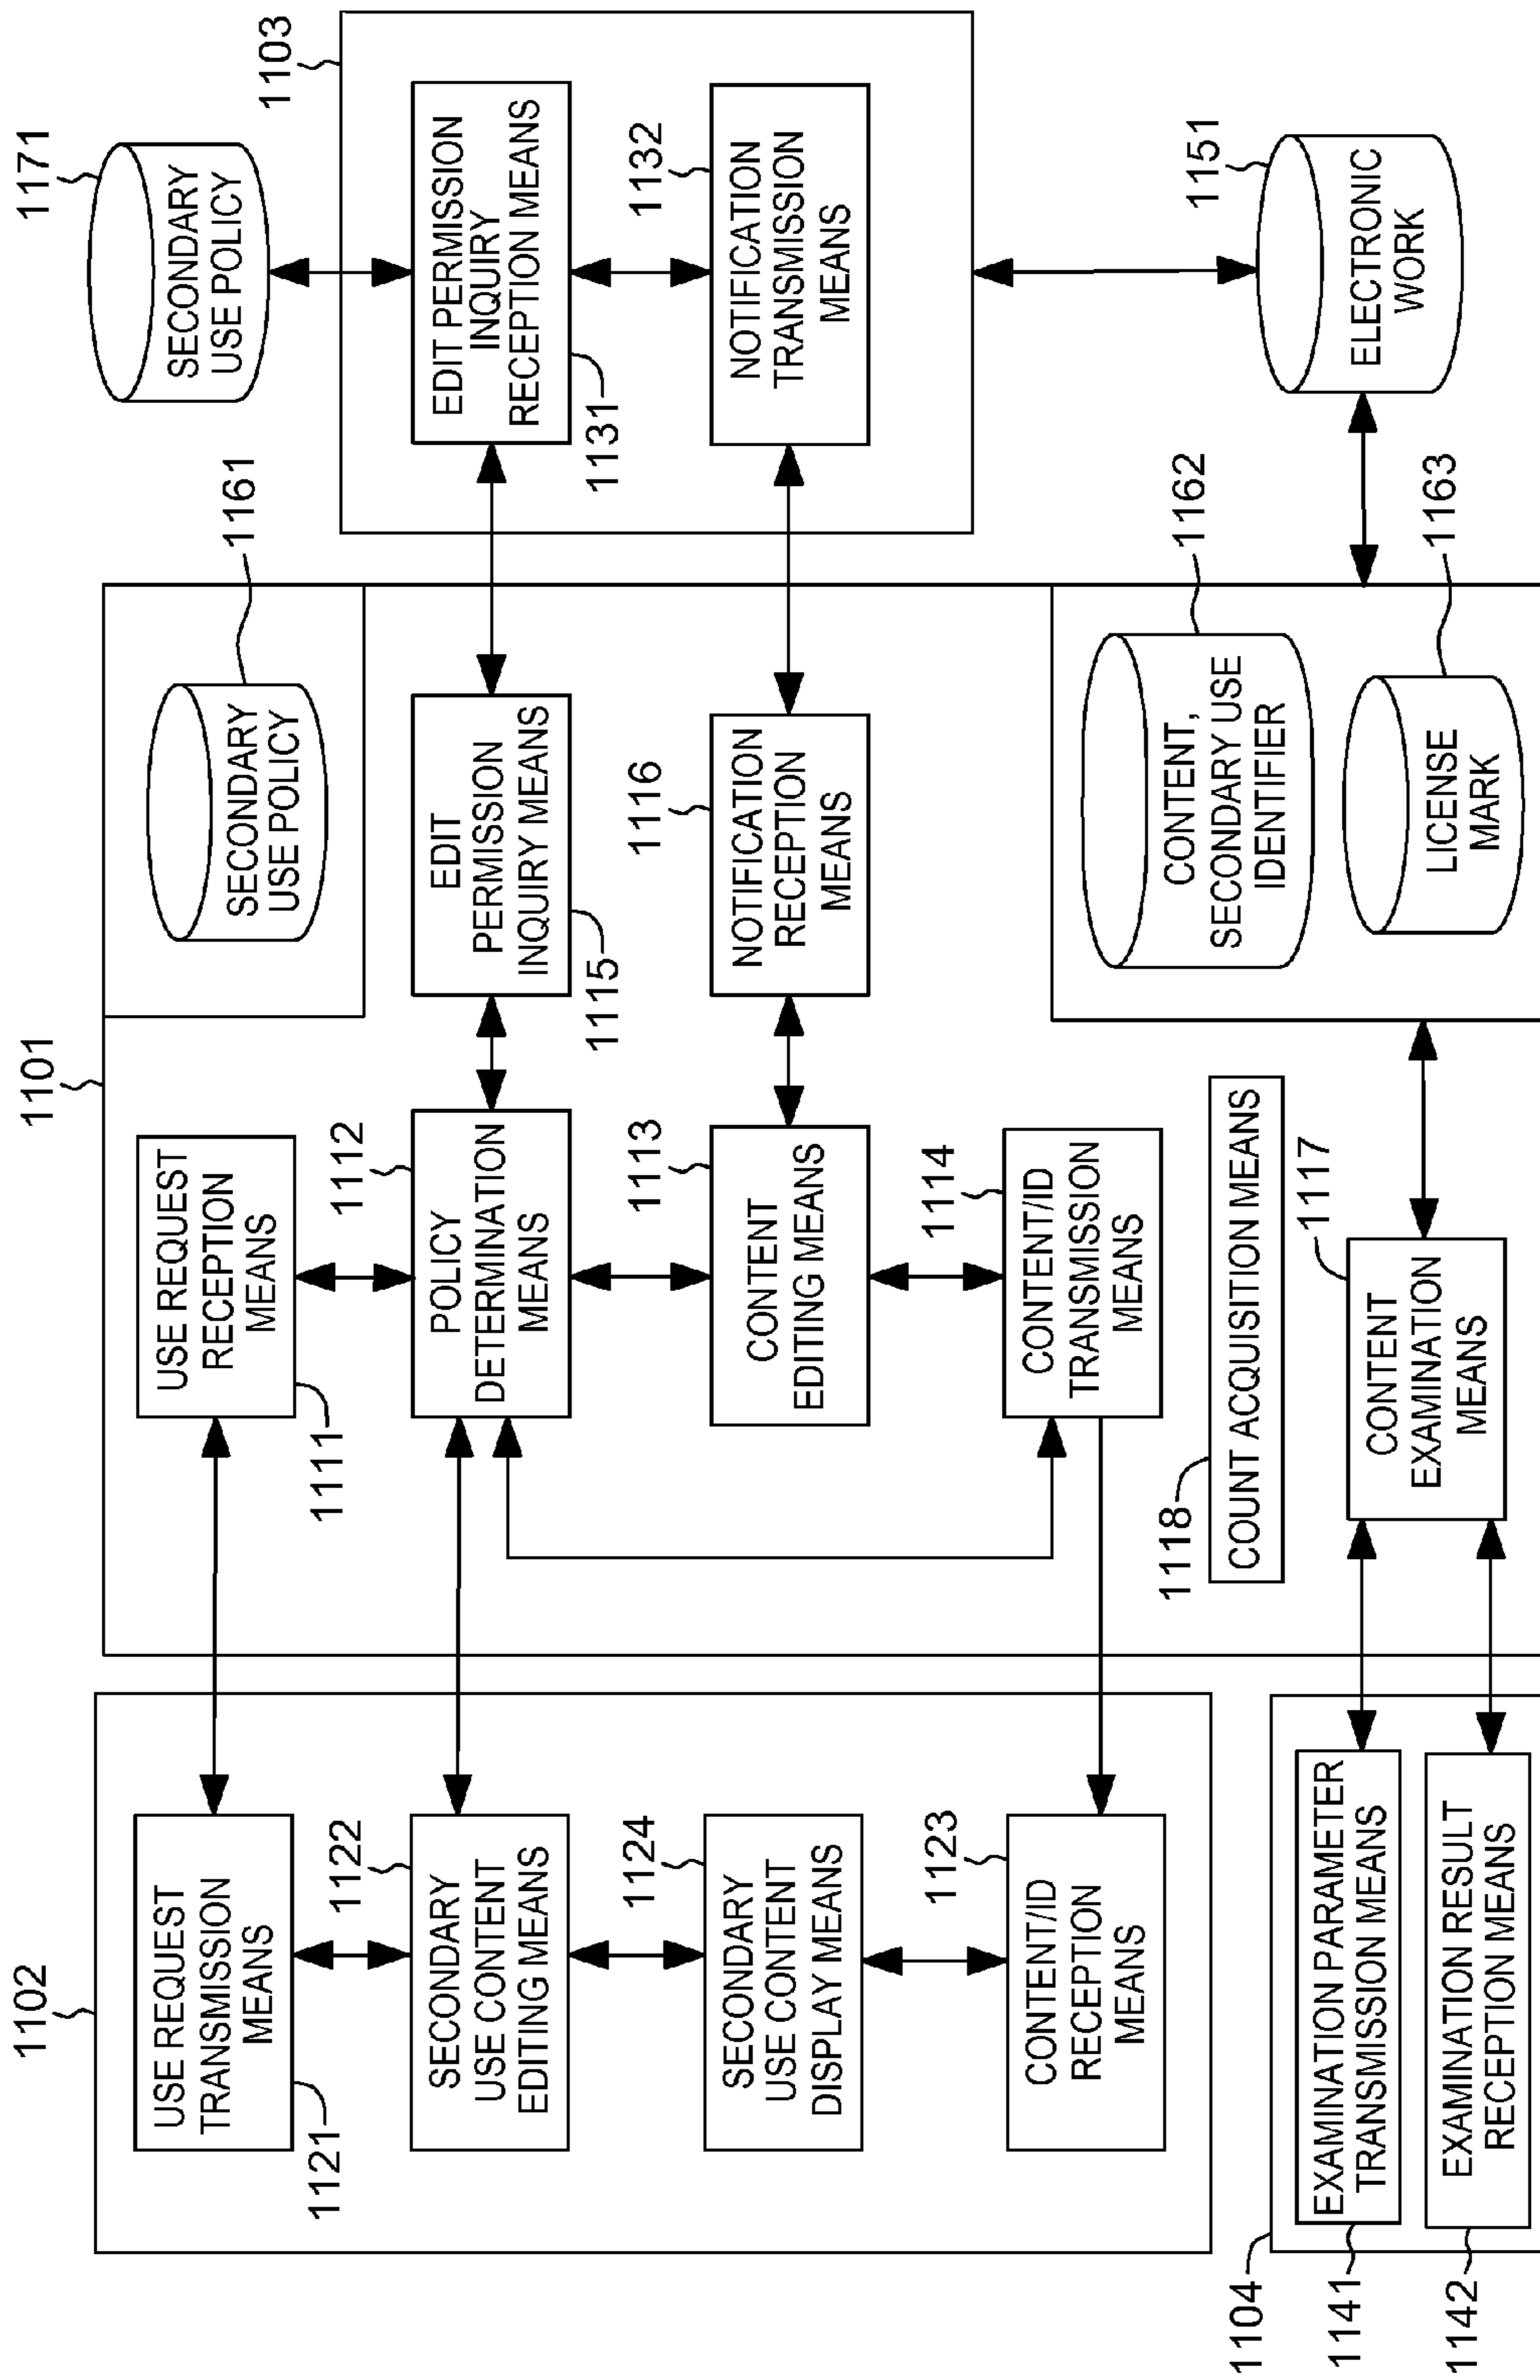 1102
USE REQUEST
TRANSMISSION
MEANS
1121
1122
SECONDARY
USE CONTENT
EDITING MEANS
1124
SECONDARY
USE CONTENT
DISPLAY MEANS
1123
CONTENT/ID
RECEPTION
MEANS
1104
EXAMINATION PARAMETER
TRANSMISSION MEANS
1141
EXAMINATION RESULT
RECEPTION MEANS
1142
1101
USE REQUEST
RECEPTION
MEANS
1111
1112
POLICY
DETERMINATION
MEANS
1113
CONTENT
EDITING MEANS
1114
CONTENT/ID
TRANSMISSION
MEANS
1118
COUNT ACQUISITION MEANS
1117
CONTENT
EXAMINATION
MEANS
SECONDARY
USE POLICY
1161
EDIT
PERMISSION
INQUIRY MEANS
1115
1116
NOTIFICATION
RECEPTION
MEANS
CONTENT,
SECONDARY USE
IDENTIFIER
1162
LICENSE
MARK
1163
1171
SECONDARY
USE POLICY
1103
EDIT PERMISSION
INQUIRY
RECEPTION MEANS
1131
1132
NOTIFICATION
TRANSMISSION
MEANS
1151
ELECTRONIC
WORK